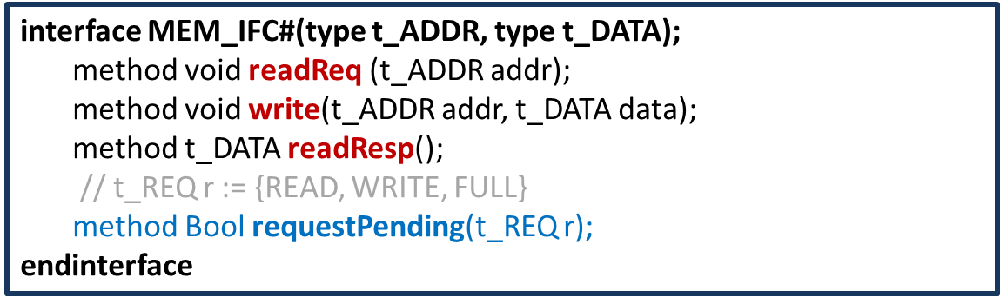 interface MEM_IFC#(type t_ADDR, type t_DATA);
method void readReq (t_ADDR addr);
method void write(t_ADDR addr, t_DATA data);
method t_DATA readResp();
// t_REQ r := {READ, WRITE, FULL}
method Bool requestPending(t_REQ r);
endinterface